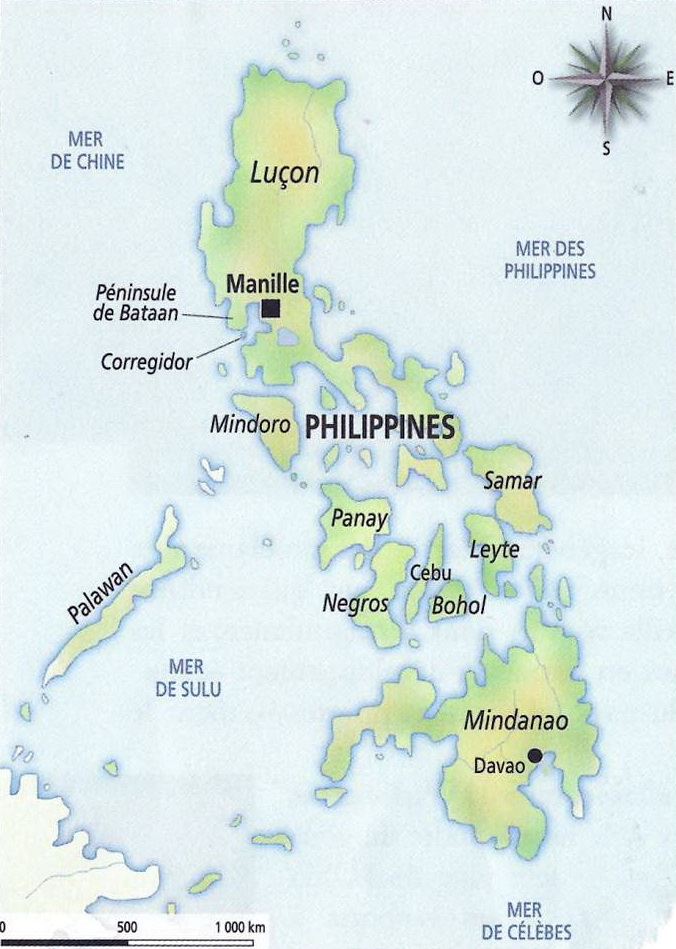 N
O
E
S
MER
DE CHINE
Luçon
MER DES
PHILIPPINES
Manille
Péninsule
de Bataan
Corregidor
Mindoro
PHILIPPINES
Samar
Panay
Leyte
Cebu
Palawan
Negros
Bohol
MER
DE SULU
Mindanao
Davao
MER
DE CÉLÈBES
0 500 1 000 km